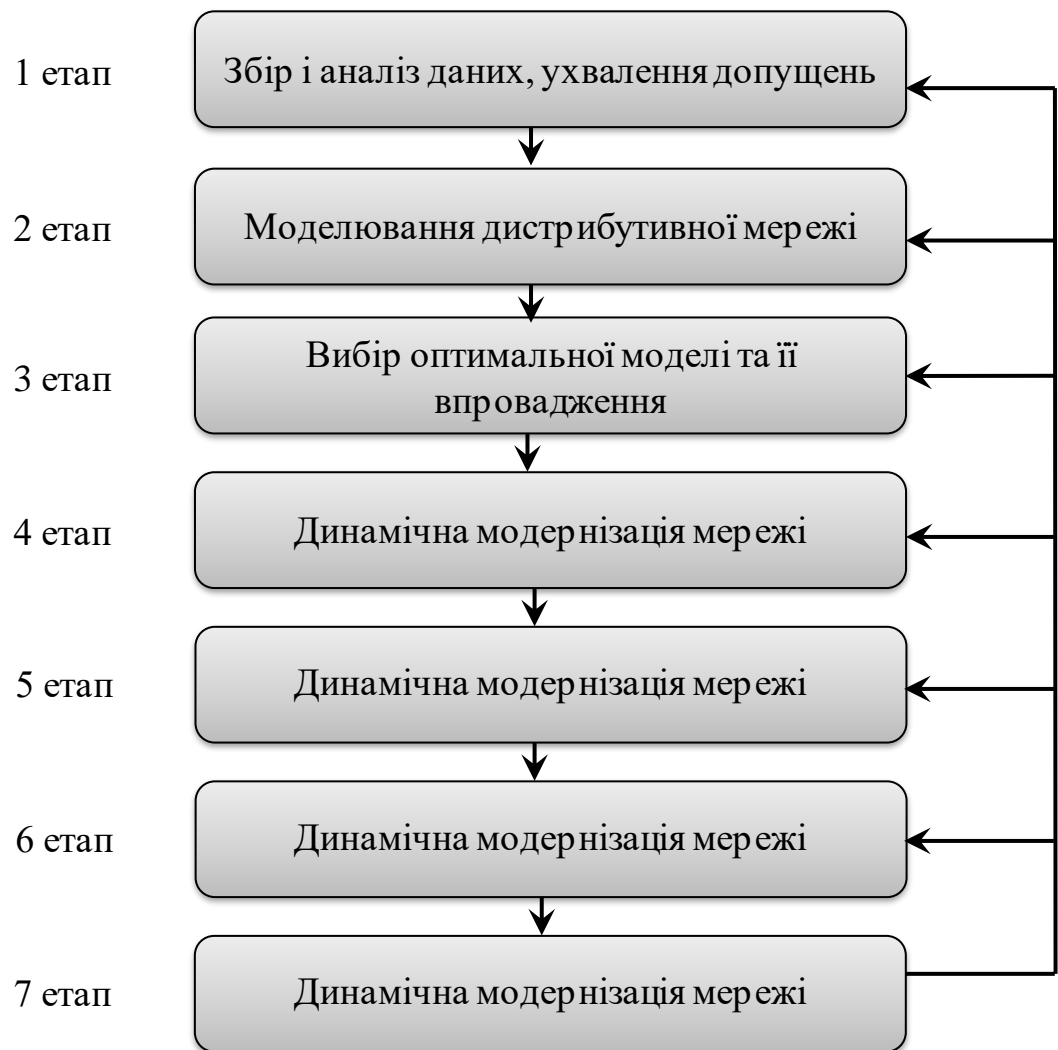 1 етап
Збір і аналіз даних, ухвалення допущень
2 етап
Моделювання дистрибутивної мережі
3 етап
Вибір оптимальної моделі та її
впровадження
4 етап
Динамічна модернізація мережі
5 етап
Динамічна модернізація мережі
6 етап
Динамічна модернізація мережі
7 етап
Динамічна модернізація мережі